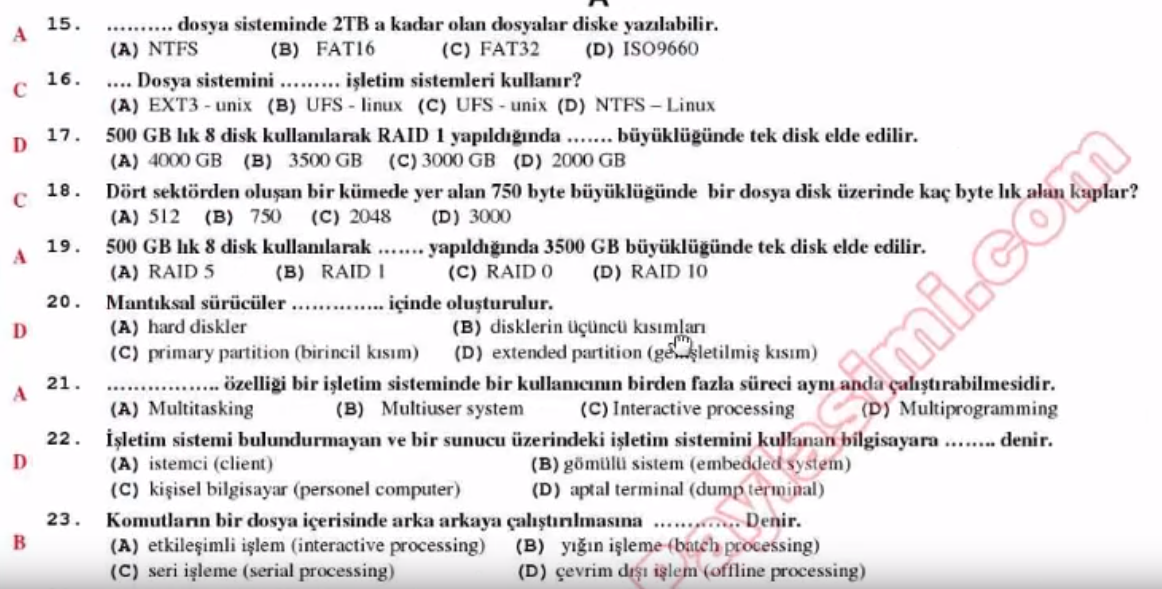 A
A 15. .......... dosya sisteminde 2TB a kadar olan dosyalar diske yazılabilir.
(A) NTFS (B) FAT16 (C) FAT32 (D) ISO9660
C 16. .... Dosya sistemini ......... işletim sistemleri kullanır?
(A) EXT3 - unix (B) UFS - linux (C) UFS - unix (D) NTFS – Linux
D 17. 500 GB lık 8 disk kullanılarak RAID 1 yapıldığında ....... büyüklüğünde tek disk elde edilir.
(A) 4000 GB (B) 3500 GB (C) 3000 GB (D) 2000 GB
C 18. Dört sektörden oluşan bir kümede yer alan 750 byte büyüklüğünde bir dosya disk üzerinde kaç byte lık alan kaplar?
(A) 512 (B) 750 (C) 2048 (D) 3000
A 19. 500 GB lık 8 disk kullanılarak ....... yapıldığında 3500 GB büyüklüğünde tek disk elde edilir.
(A) RAID 5 (B) RAID 1 (C) RAID 0 (D) RAID 10
20. Mantıksal sürücüler .............. içinde oluşturulur.
D (A) hard diskler (B) disklerin üçüncü kısımları
(C) primary partition (birincil kısım) (D) extended partition (genişletilmiş kısım)
A 21. ................. özelliği bir işletim sisteminde bir kullanıcının birden fazla süreci aynı anda çalıştırabilmesidir.
(A) Multitasking (B) Multiuser system (C) Interactive processing (D) Multiprogramming
22. İşletim sistemi bulundurmayan ve bir sunucu üzerindeki işletim sistemini kullanan bilgisayara ........ denir.
D (A) istemci (client) (B) gömülü sistem (embedded system)
(C) kişisel bilgisayar (personel computer) (D) aptal terminal (dump terminal)
23. Komutların bir dosya içerisinde arka arkaya çalıştırılmasına ............. Denir.
B (A) etkileşimli işlem (interactive processing) (B) yığın işleme (batch processing)
(C) seri işleme (serial processing) (D) çevrim dışı işlem (offline processing)
Paylasimi.com